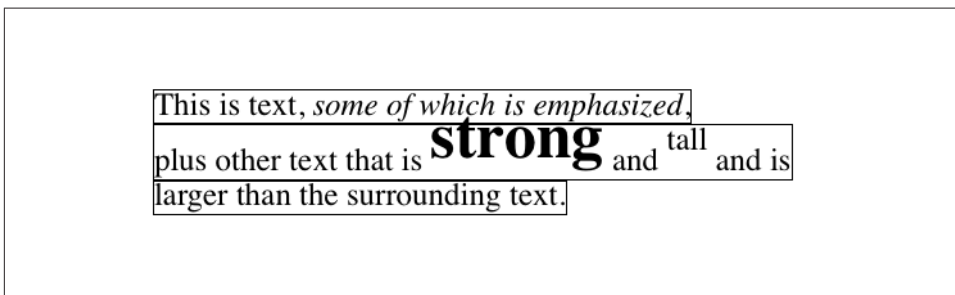 This is text, some of which is emphasized,
plus other text that is strong and tall and is
larger than the surrounding text.